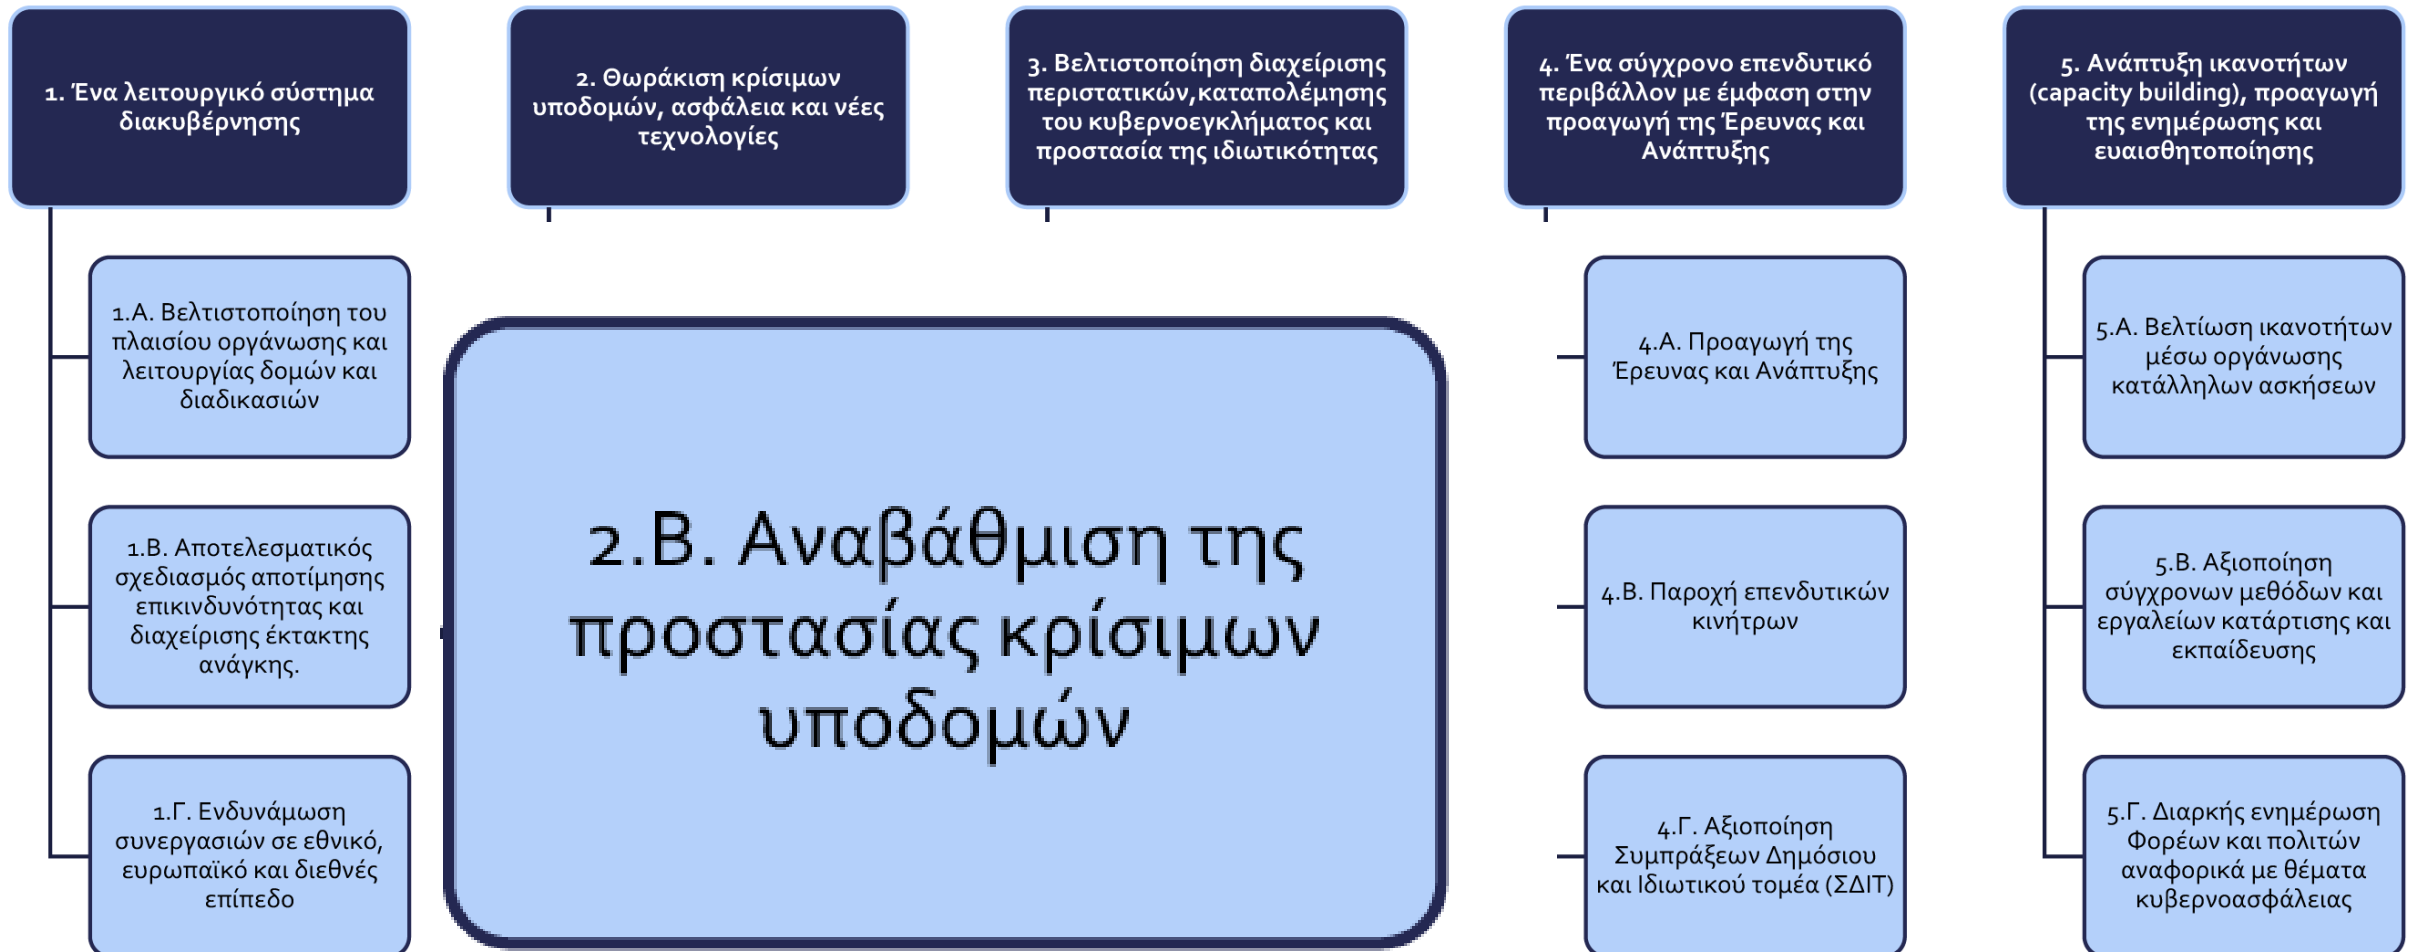 1. Ένα λειτουργικό σύστημα
διακυβέρνησης
2. Θωράκιση κρίσιμων
υποδομών, ασφάλεια και νέες
τεχνολογίες
3. Βελτιστοποίηση διαχείρισης
περιστατικών,καταπολέμησης
του κυβερνοεγκλήματος και
προστασία της ιδιωτικότητας
4. Ένα σύγχρονο επενδυτικό
περιβάλλον με έμφαση στην
προαγωγή της Έρευνας και
Ανάπτυξης
5. Ανάπτυξη ικανοτήτων
(capacity building), προαγωγή
της ενημέρωσης και
ευαισθητοποίησης
1.Α. Βελτιστοποίηση του
πλαισίου οργάνωσης και
λειτουργίας δομών και
διαδικασιών
1.Β. Αποτελεσματικός
σχεδιασμός αποτίμησης
επικινδυνότητας και
διαχείρισης έκτακτης
ανάγκης.
1.Γ. Ενδυνάμωση
συνεργασιών σε εθνικό,
ευρωπαϊκό και διεθνές
επίπεδο
2.Β. Αναβάθμιση της
προστασίας κρίσιμων
υποδομών
4.Α. Προαγωγή της
Έρευνας και Ανάπτυξης
4.Β. Παροχή επενδυτικών
κινήτρων
4.Γ. Αξιοποίηση
Συμπράξεων Δημόσιου
και Ιδιωτικού τομέα (ΣΔΙΤ)
5.Α. Βελτίωση ικανοτήτων
μέσω οργάνωσης
κατάλληλων ασκήσεων
5.Β. Αξιοποίηση
σύγχρονων μεθόδων και
εργαλείων κατάρτισης και
εκπαίδευσης
5.Γ. Διαρκής ενημέρωση
Φορέων και πολιτών
αναφορικά με θέματα
κυβερνοασφάλειας